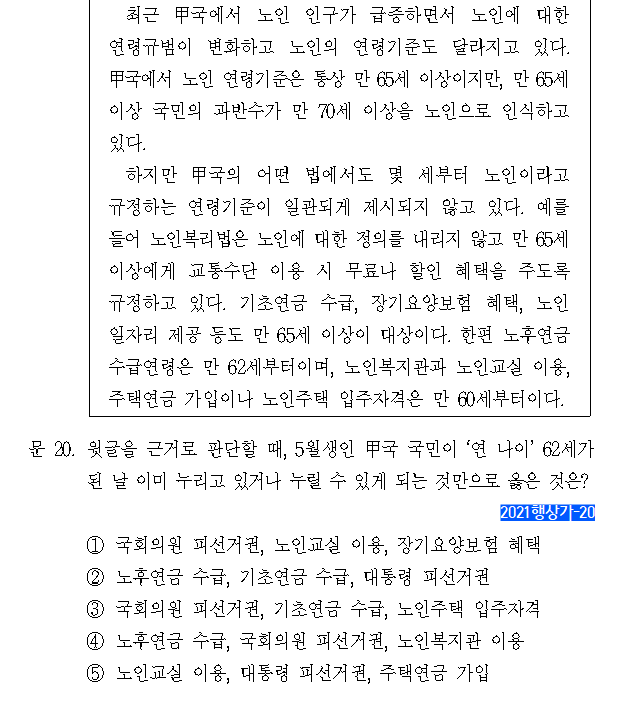 최근 甲국에서 노인 인구가 급증하면서 노인에 대한
연령규범이 변화하고 노인의 연령기준도 달라지고 있다.
甲국에서 노인 연령기준은 통상 만 65세 이상이지만, 만 65세
이상 국민의 과반수가 만 70세 이상을 노인으로 인식하고
있다.
하지만 甲국의 어떤 법에서도 몇 세부터 노인이라고
규정하는 연령기준이 일관되게 제시되지 않고 있다. 예를
들어 노인복리법은 노인에 대한 정의를 내리지 않고 만 65세
이상에게 교통수단 이용 시 무료나 할인 혜택을 주도록
규정하고 있다. 기초연금 수급, 장기요양보험 혜택, 노인
일자리 제공 등도 만 65세 이상이 대상이다. 한편 노후연금
수급연령은 만 62세부터이며, 노인복지관과 노인교실 이용,
주택연금 가입이나 노인주택 입주자격은 만 60세부터이다.
문 20. 윗글을 근거로 판단할 때, 5월생인 甲국 국민이 ‘연 나이’ 62세가
된 날 이미 누리고 있거나 누릴 수 있게 되는 것만으로 옳은 것은?
2021행상가-20
① 국회의원 피선거권, 노인교실 이용, 장기요양보험 혜택
② 노후연금 수급, 기초연금 수급, 대통령 피선거권
③ 국회의원 피선거권, 기초연금 수급, 노인주택 입주자격
④ 노후연금 수급, 국회의원 피선거권, 노인복지관 이용
⑤ 노인교실 이용, 대통령 피선거권, 주택연금 가입